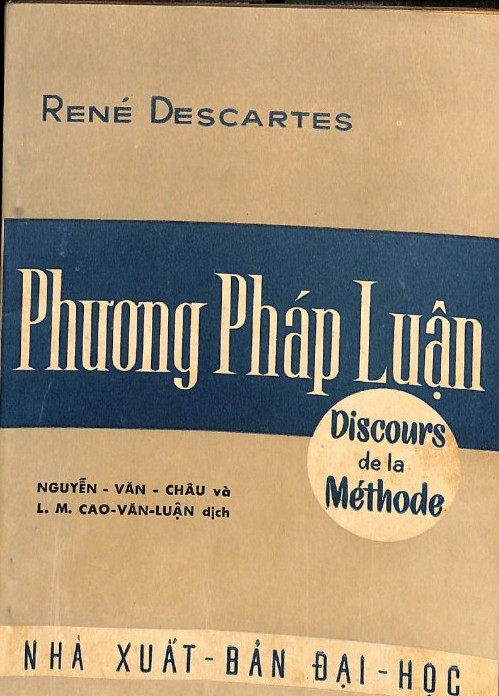 RENÉ DESCARTES
Phương Pháp Luận
Discours
de la
Méthode
NGUYỄN - VĂN - CHÂU và
L. M. CAO-VĂN-LUẬN dịch
NHÀ XUẤT-BẢN ĐẠI-HỌC